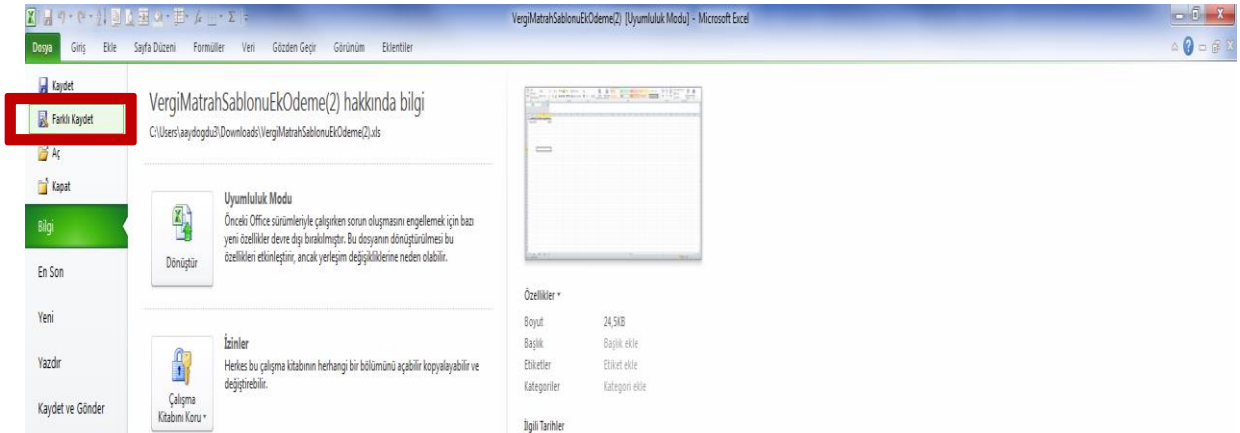 VergiMatrahSablonuEkOdeme(2) [Uyumluluk Modu] - Microsoft Excel
Dosya Giriş Ekle Sayfa Düzeni Formüller Veri Gözden Geçir Görünüm Eklentiler
Kaydet
Farklı Kaydet
Aç
Kapat
Bilgi
En Son
Yeni
Yazdır
Kaydet ve Gönder
VergiMatrahSablonuEkOdeme(2) hakkında bilgi
C:\Users\aaydogdu3\Downloads\VergiMatrahSablonuEkOdeme(2).xls
Dönüştür
Uyumluluk Modu
Önceki Office sürümleriyle çalışırken sorun oluşmasını engellemek için bazı
yeni özellikler devre dışı bırakılmıştır. Bu dosyanın dönüştürülmesi bu
özellikleri etkinleştirir, ancak yerleşim değişikliklerine neden olabilir.
Çalışma
Kitabını Koru
İzinler
Herkes bu çalışma kitabının herhangi bir bölümünü açabilir kopyalayabilir ve
değiştirebilir.
Özellikler
Boyut 24,5KB
Başlık Başlık ekle
Etiketler Etiket ekle
Kategoriler Kategori ekle
İlgili Tarihler